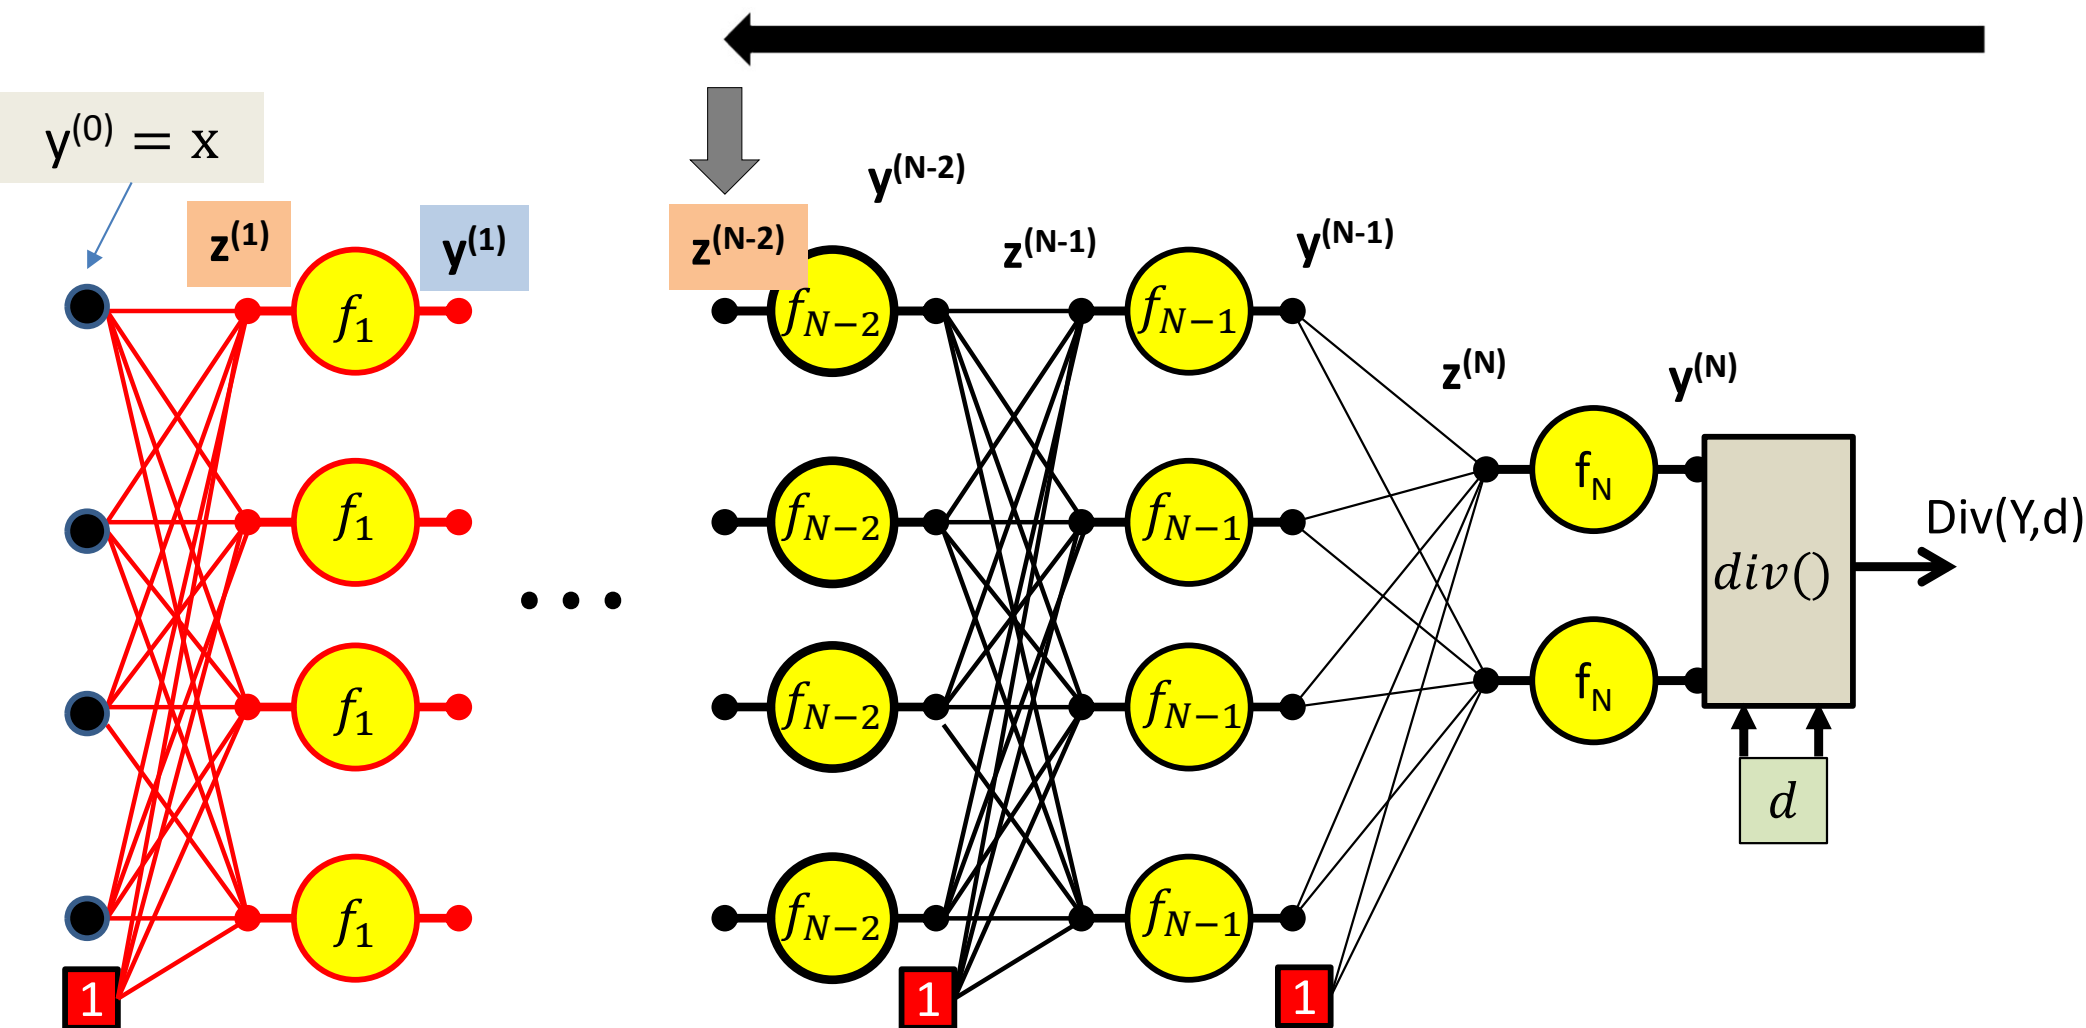 y(0) = x
z(1)
y(1)
z(N-2)
y(N-2)
z(N-1)
y(N-1)
z(N)
y(N)
f1
fN−2
fN−1
f1
fN−2
fN−1
fN
div()
Div(Y,d)
f1
fN−2
fN−1
fN
d
f1
fN−2
fN−1
1
1
1